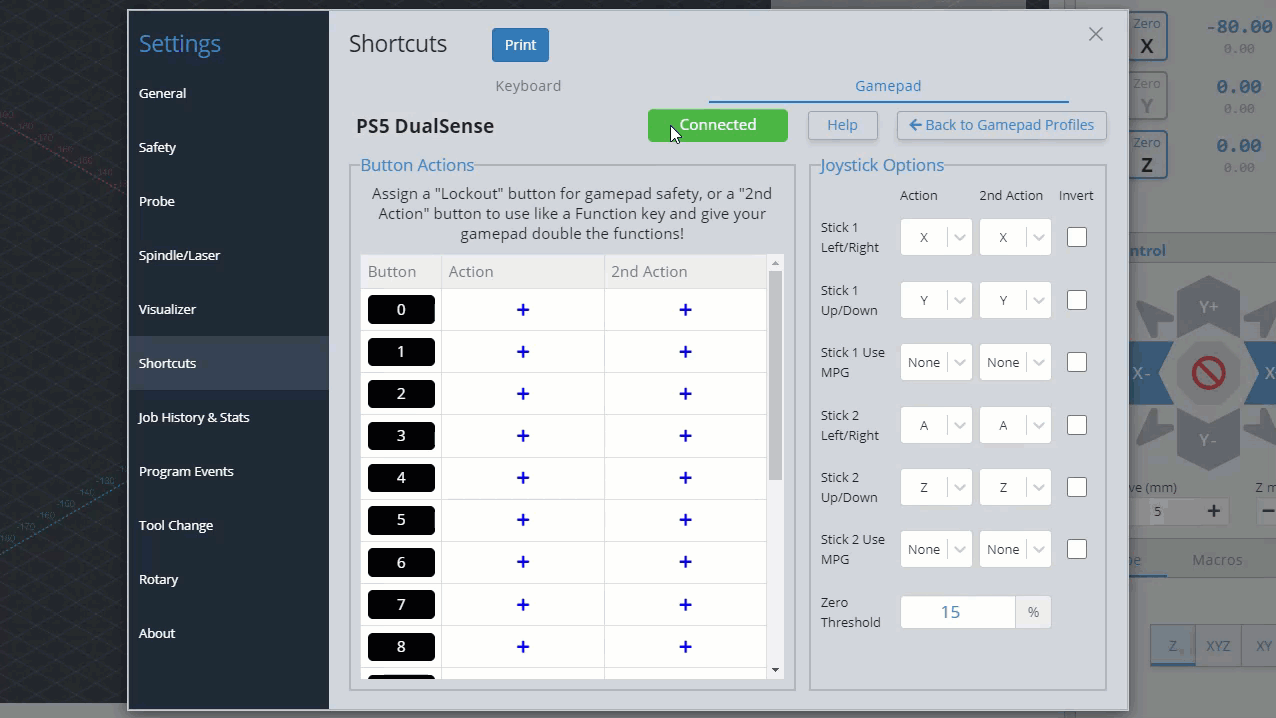 Settings
General
Safety
Probe
Spindle/Laser
Visualizer
Shortcuts
Job History & Stats
Program Events
Tool Change
Rotary
About
Shortcuts
Print
Keyboard
Gamepad
PS5 DualSense
Connected
Help
Back to Gamepad Profiles
Button Actions
Assign a "Lockout" button for gamepad safety, or a "2nd
Action" button to use like a Function key and give your
gamepad double the functions!
Button Action 2nd Action
0 + +
1 + +
2 + +
3 + +
4 + +
5 + +
6 + +
7 + +
8 + +
Joystick Options
Action 2nd Action Invert
Stick 1
Left/Right
X X
Stick 1
Up/Down
Y Y
Stick 1 Use
MPG
None None
Stick 2
Left/Right
A A
Stick 2
Up/Down
Z Z
Stick 2 Use
MPG
None None
Zero
Threshold
15 %
Zero
X
-80.00
0.00
Zero
Y
0.00
0.00
Zero
Z
0.00
0.00
ntrol
Y+
X-
X
Y-
ve (mm)
Z m
5 + −
be
Macros
Z
XYZ
XY